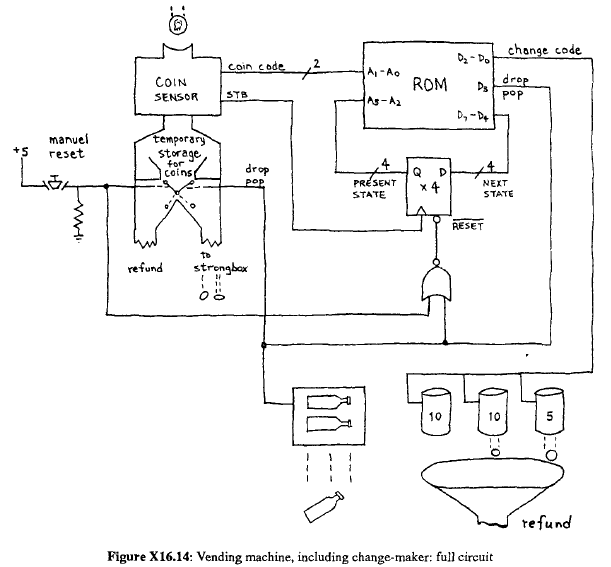 coin code
2
COIN
SENSOR
STB
A₁-A₀
ROM
D₂-D₀
change code
D₃
drop
pop
A₅-A₂
D₇-D₄
manuel
reset
+5
temporary
storage
for
coins
drop
pop
4
PRESENT
STATE
Q D
x 4
4
NEXT
STATE
RESET
refund
to
strongbox
10
10
5
refund
Figure X16.14: Vending machine, including change-maker: full circuit